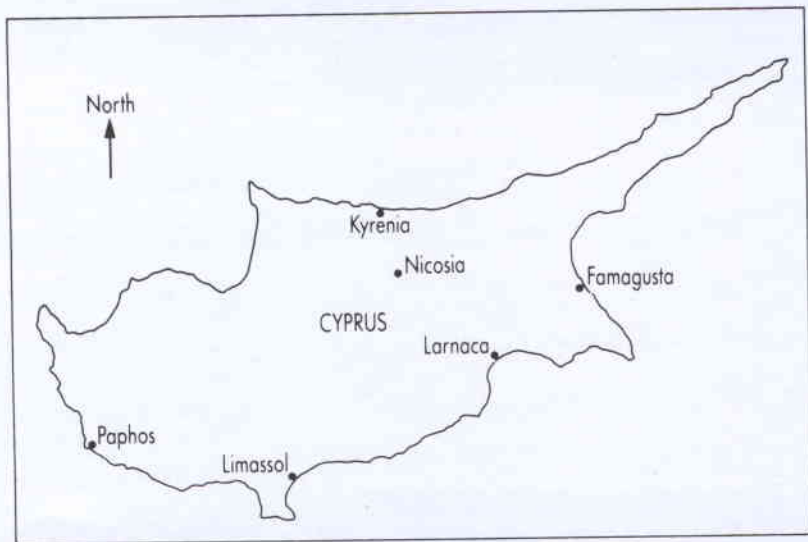 North
Kyrenia
Nicosia
Famagusta
CYPRUS
Larnaca
Paphos
Limassol